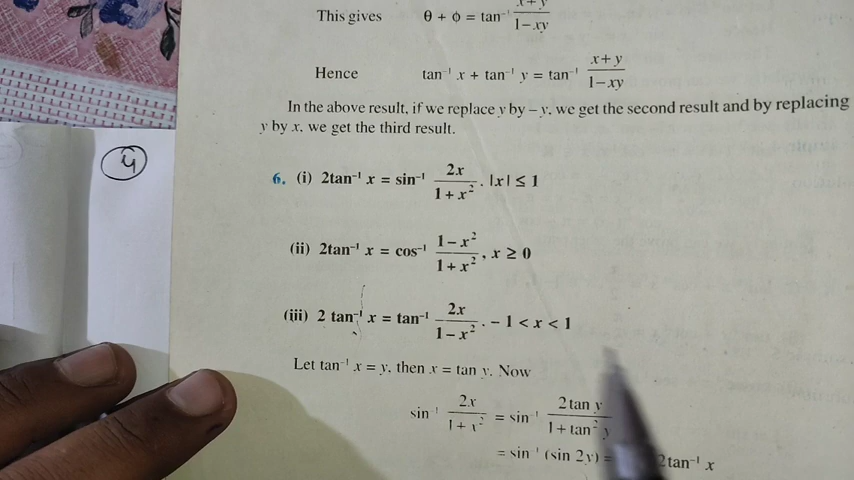 This gives θ + ϕ = tan⁻¹ (x+y)/(1−xy)
Hence tan⁻¹ x + tan⁻¹ y = tan⁻¹ (x+y)/(1−xy)
In the above result, if we replace y by – y, we get the second result and by replacing
y by x, we get the third result.
4
6. (i) 2tan⁻¹ x = sin⁻¹ 2x/(1+x²), |x| ≤ 1
(ii) 2tan⁻¹ x = cos⁻¹ (1−x²)/(1+x²), x ≥ 0
(iii) 2 tan⁻¹ x = tan⁻¹ 2x/(1−x²), – 1 < x < 1
Let tan⁻¹ x = y, then x = tan y. Now
sin⁻¹ 2x/(1+x²) = sin⁻¹ (2 tan y)/(1+tan² y)
= sin⁻¹ (sin 2y) = 2tan⁻¹ x